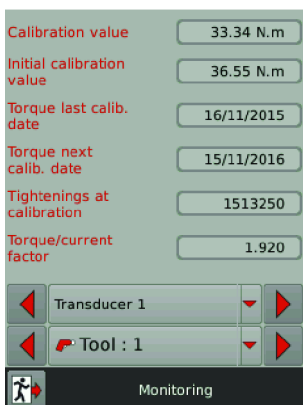 Calibration value 33.34 N.m
Initial calibration
value 36.55 N.m
Torque last calib.
date 16/11/2015
Torque next
calib. date 15/11/2016
Tightenings at
calibration 1513250
Torque/current
factor 1.920
Transducer 1
Tool : 1
Monitoring